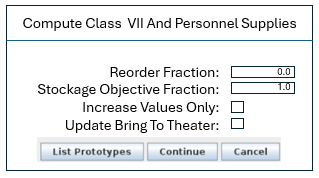 Compute Class VII And Personnel Supplies
Reorder Fraction: 0.0
Stockage Objective Fraction: 1.0
Increase Values Only:
Update Bring To Theater:
List Prototypes Continue Cancel